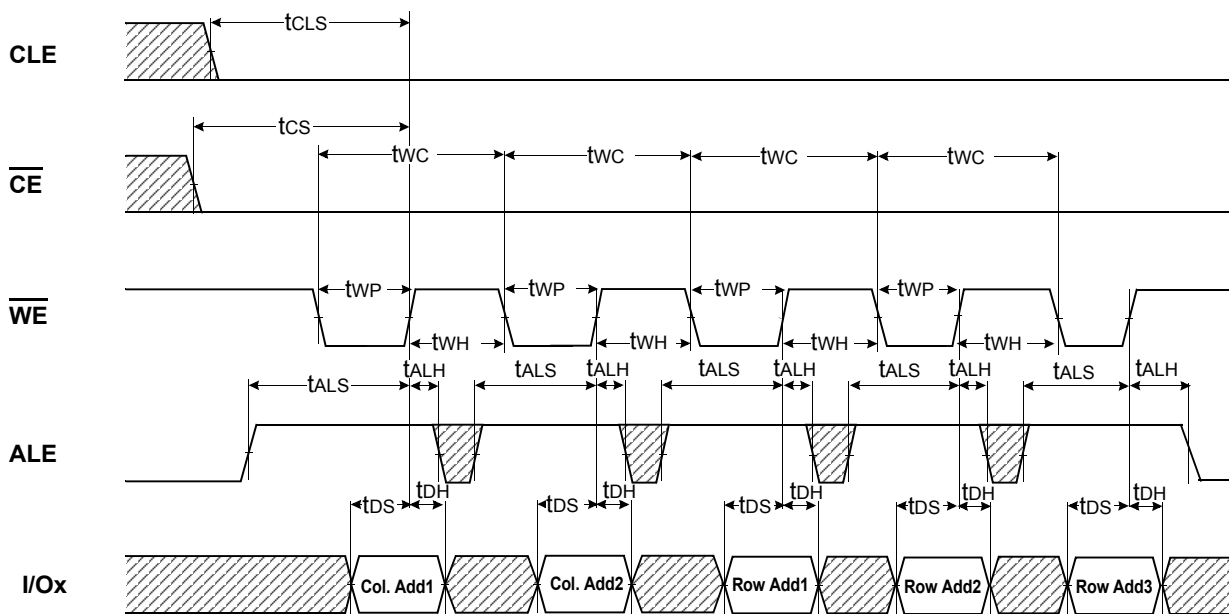 tCLS
CLE
tCS
tWC tWC tWC tWC
CE
tWP tWP tWP tWP
WE
tWH tWH tWH tWH
tALS tALH tALS tALH tALS tALH tALS tALH tALS tALH
ALE
tDS tDH tDS tDH tDS tDH tDS tDH tDS tDH
I/Ox Col. Add1 Col. Add2 Row Add1 Row Add2 Row Add3